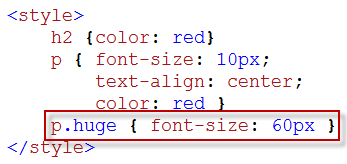 <style>
h2 {color: red}
p { font-size: 10px;
text-align: center;
color: red }
p.huge { font-size: 60px }
</style>